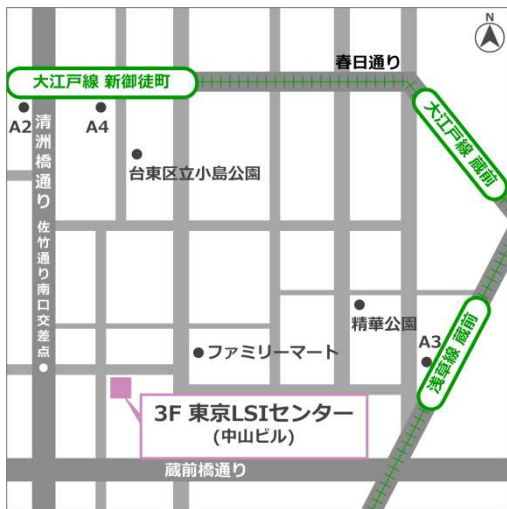 N
春日通り
大江戸線 新御徒町
A2
A4
大江戸線 蔵前
清洲橋通り
台東区立小島公園
佐竹通り南口交差点
精華公園
A3
浅草線 蔵前
ファミリーマート
3F 東京LSIセンター
(中山ビル)
蔵前橋通り